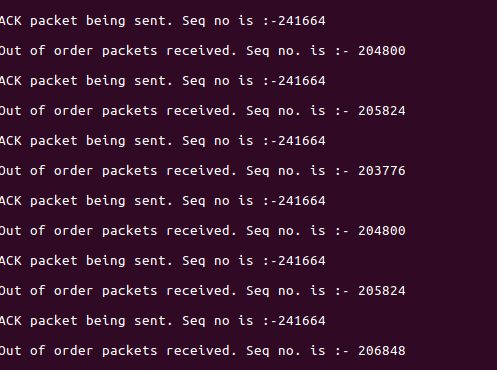 ACK packet being sent. Seq no is :-241664
Out of order packets received. Seq no. is :- 204800
ACK packet being sent. Seq no is :-241664
Out of order packets received. Seq no. is :- 205824
ACK packet being sent. Seq no is :-241664
Out of order packets received. Seq no. is :- 203776
ACK packet being sent. Seq no is :-241664
Out of order packets received. Seq no. is :- 204800
ACK packet being sent. Seq no is :-241664
Out of order packets received. Seq no. is :- 205824
ACK packet being sent. Seq no is :-241664
Out of order packets received. Seq no. is :- 206848